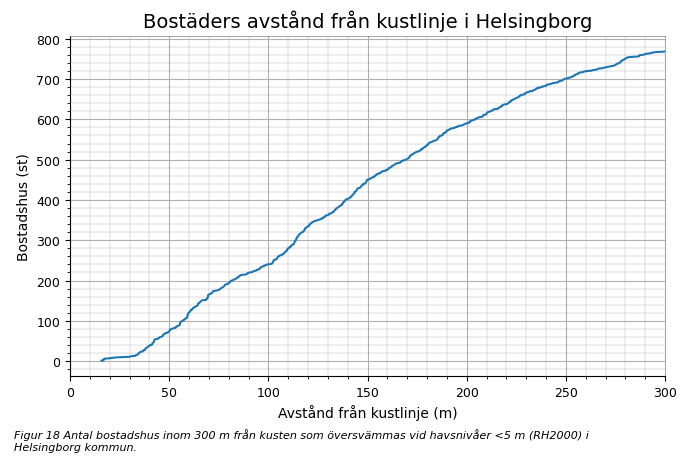 Bostäders avstånd från kustlinje i Helsingborg
800
700
600
500
400
300
200
100
0
Bostadshus (st)
0 50 100 150 200 250 300
Avstånd från kustlinje (m)
Figur 18 Antal bostadshus inom 300 m från kusten som översvämmas vid havsnivåer <5 m (RH2000) i
Helsingborg kommun.